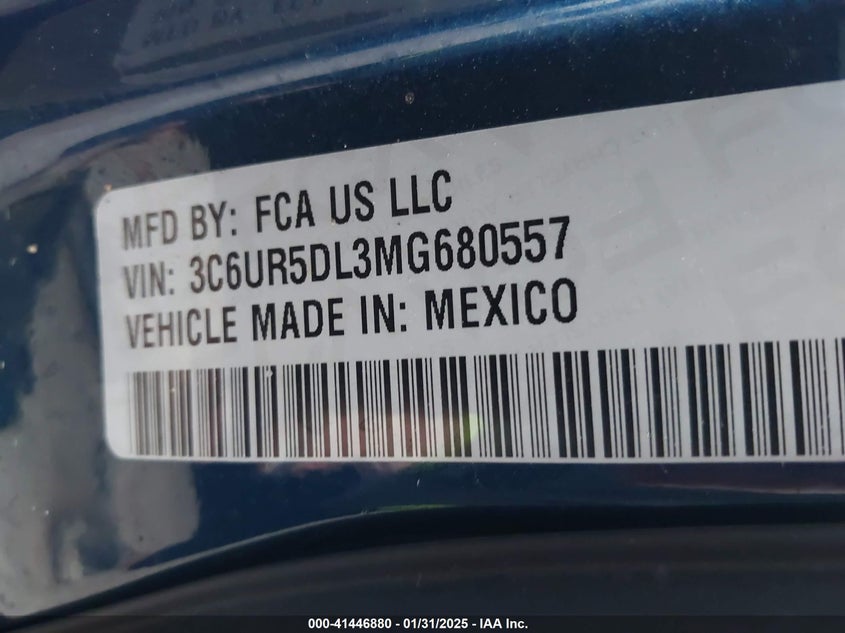 MFD BY: FCA US LLC
VIN: 3C6UR5DL3MG680557
VEHICLE MADE IN: MEXICO
000-41446880 - 01/31/2025 - IAA Inc.